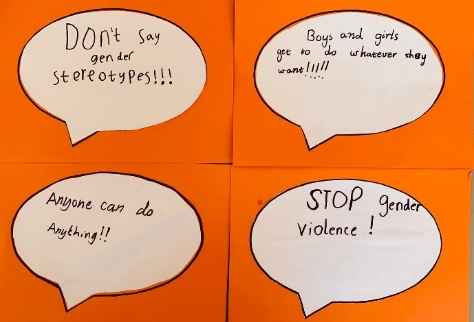 DON't Say
gender
stereotypes!!!
Boys and girls
get to do whatever they
want!!!!!
Anyone can do
Anything!!
STOP gender
violence!